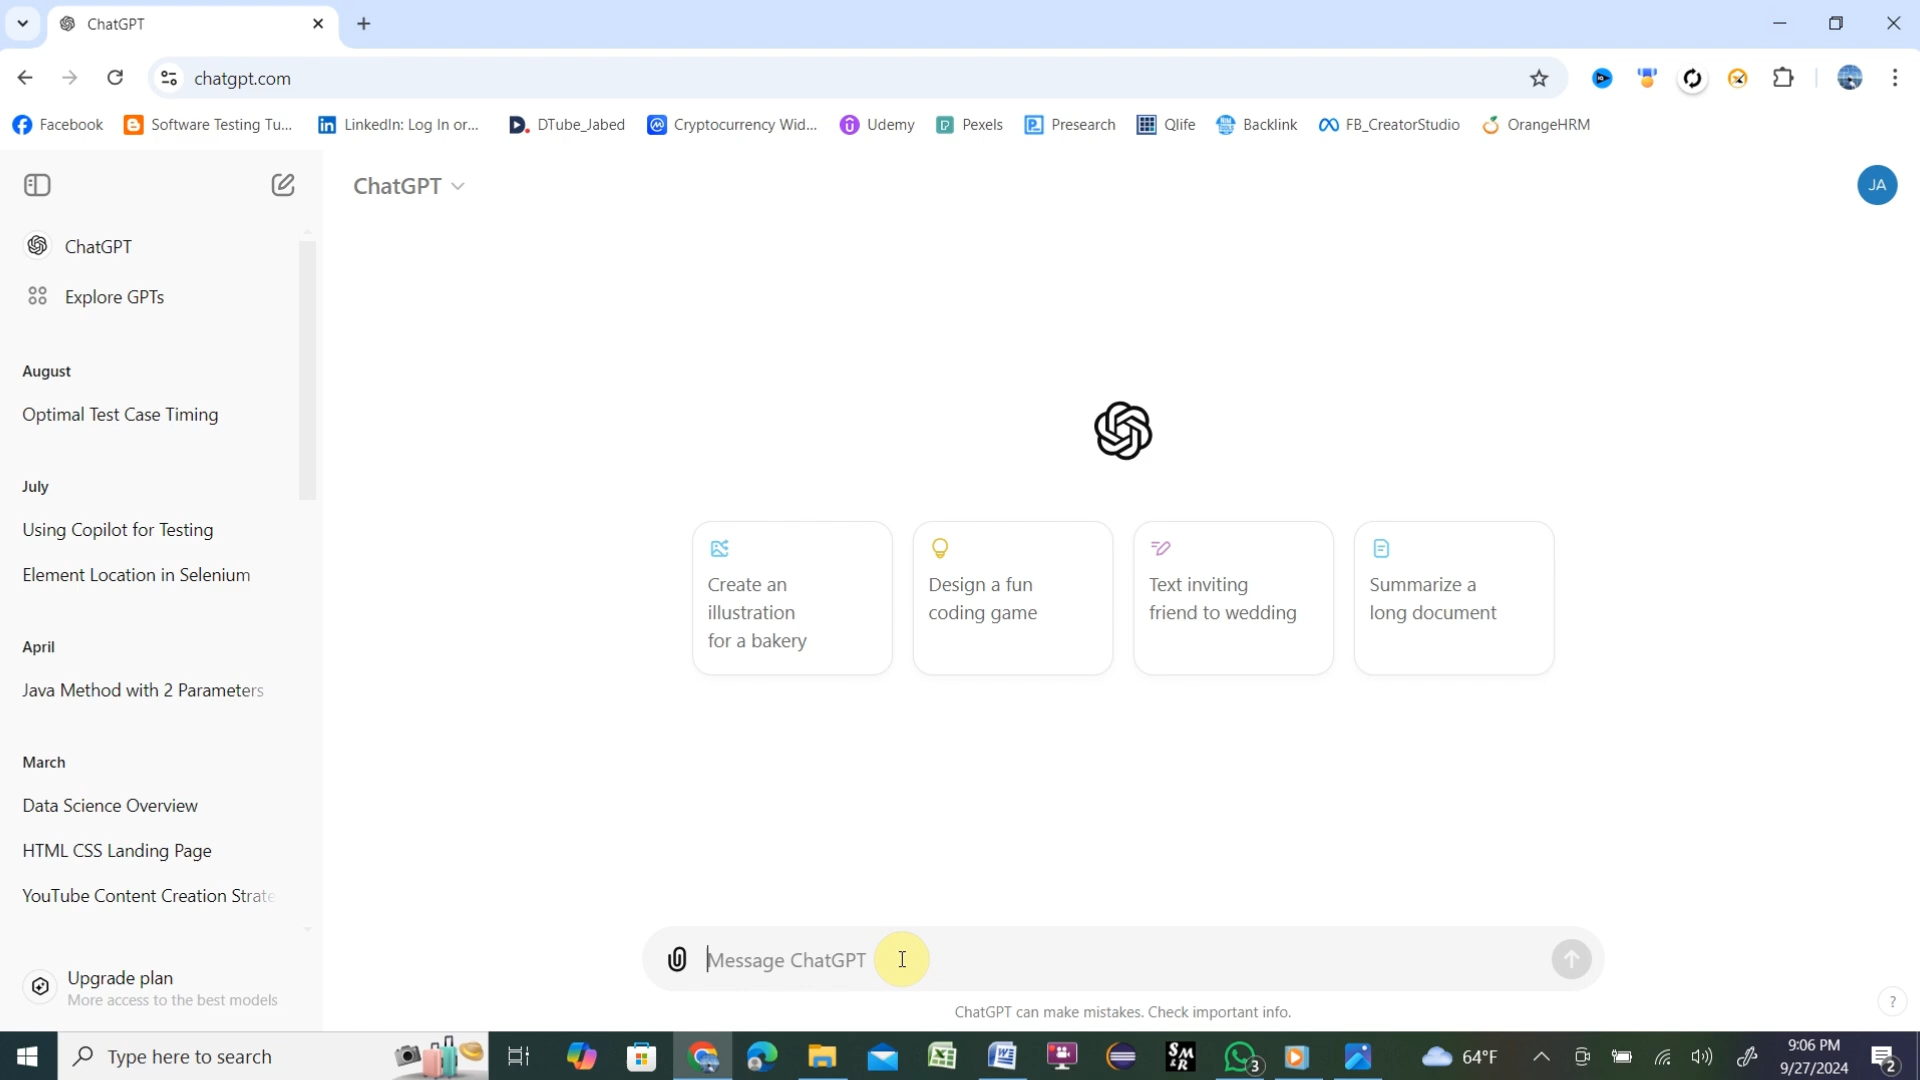 ChatGPT
chatgpt.com
Facebook
Software Testing Tu...
LinkedIn: Log In or...
DTube_Jabed
Cryptocurrency Wid...
Udemy
Pexels
Presearch
Qlife
Backlink
FB_CreatorStudio
OrangeHRM
ChatGPT
JA
ChatGPT
Explore GPTs
August
Optimal Test Case Timing
July
Using Copilot for Testing
Element Location in Selenium
April
Java Method with 2 Parameters
March
Data Science Overview
HTML CSS Landing Page
YouTube Content Creation Strate
Upgrade plan
More access to the best models
Create an
illustration
for a bakery
Design a fun
coding game
Text inviting
friend to wedding
Summarize a
long document
Message ChatGPT
ChatGPT can make mistakes. Check important info.
?
Type here to search
SM
&R
3
64°F
9:06 PM
9/27/2024
2